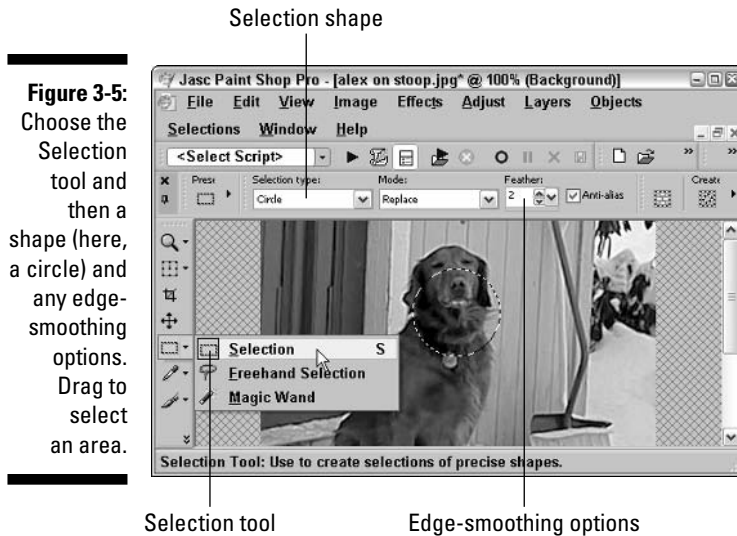 Selection shape
Figure 3-5:
Choose the
Selection
tool and
then a
shape (here,
a circle) and
any edge-
smoothing
options.
Drag to
select
an area.
Jasc Paint Shop Pro - [alex on stoop.jpg* @ 100% (Background)]
File Edit View Image Effects Adjust Layers Objects
Selections Window Help
<Select Script>
Prese Selection type: Mode: Feather: Create
Circle Replace 2 Anti-alias
Selection S
Freehand Selection
Magic Wand
Selection Tool: Use to create selections of precise shapes.
Selection tool Edge-smoothing options